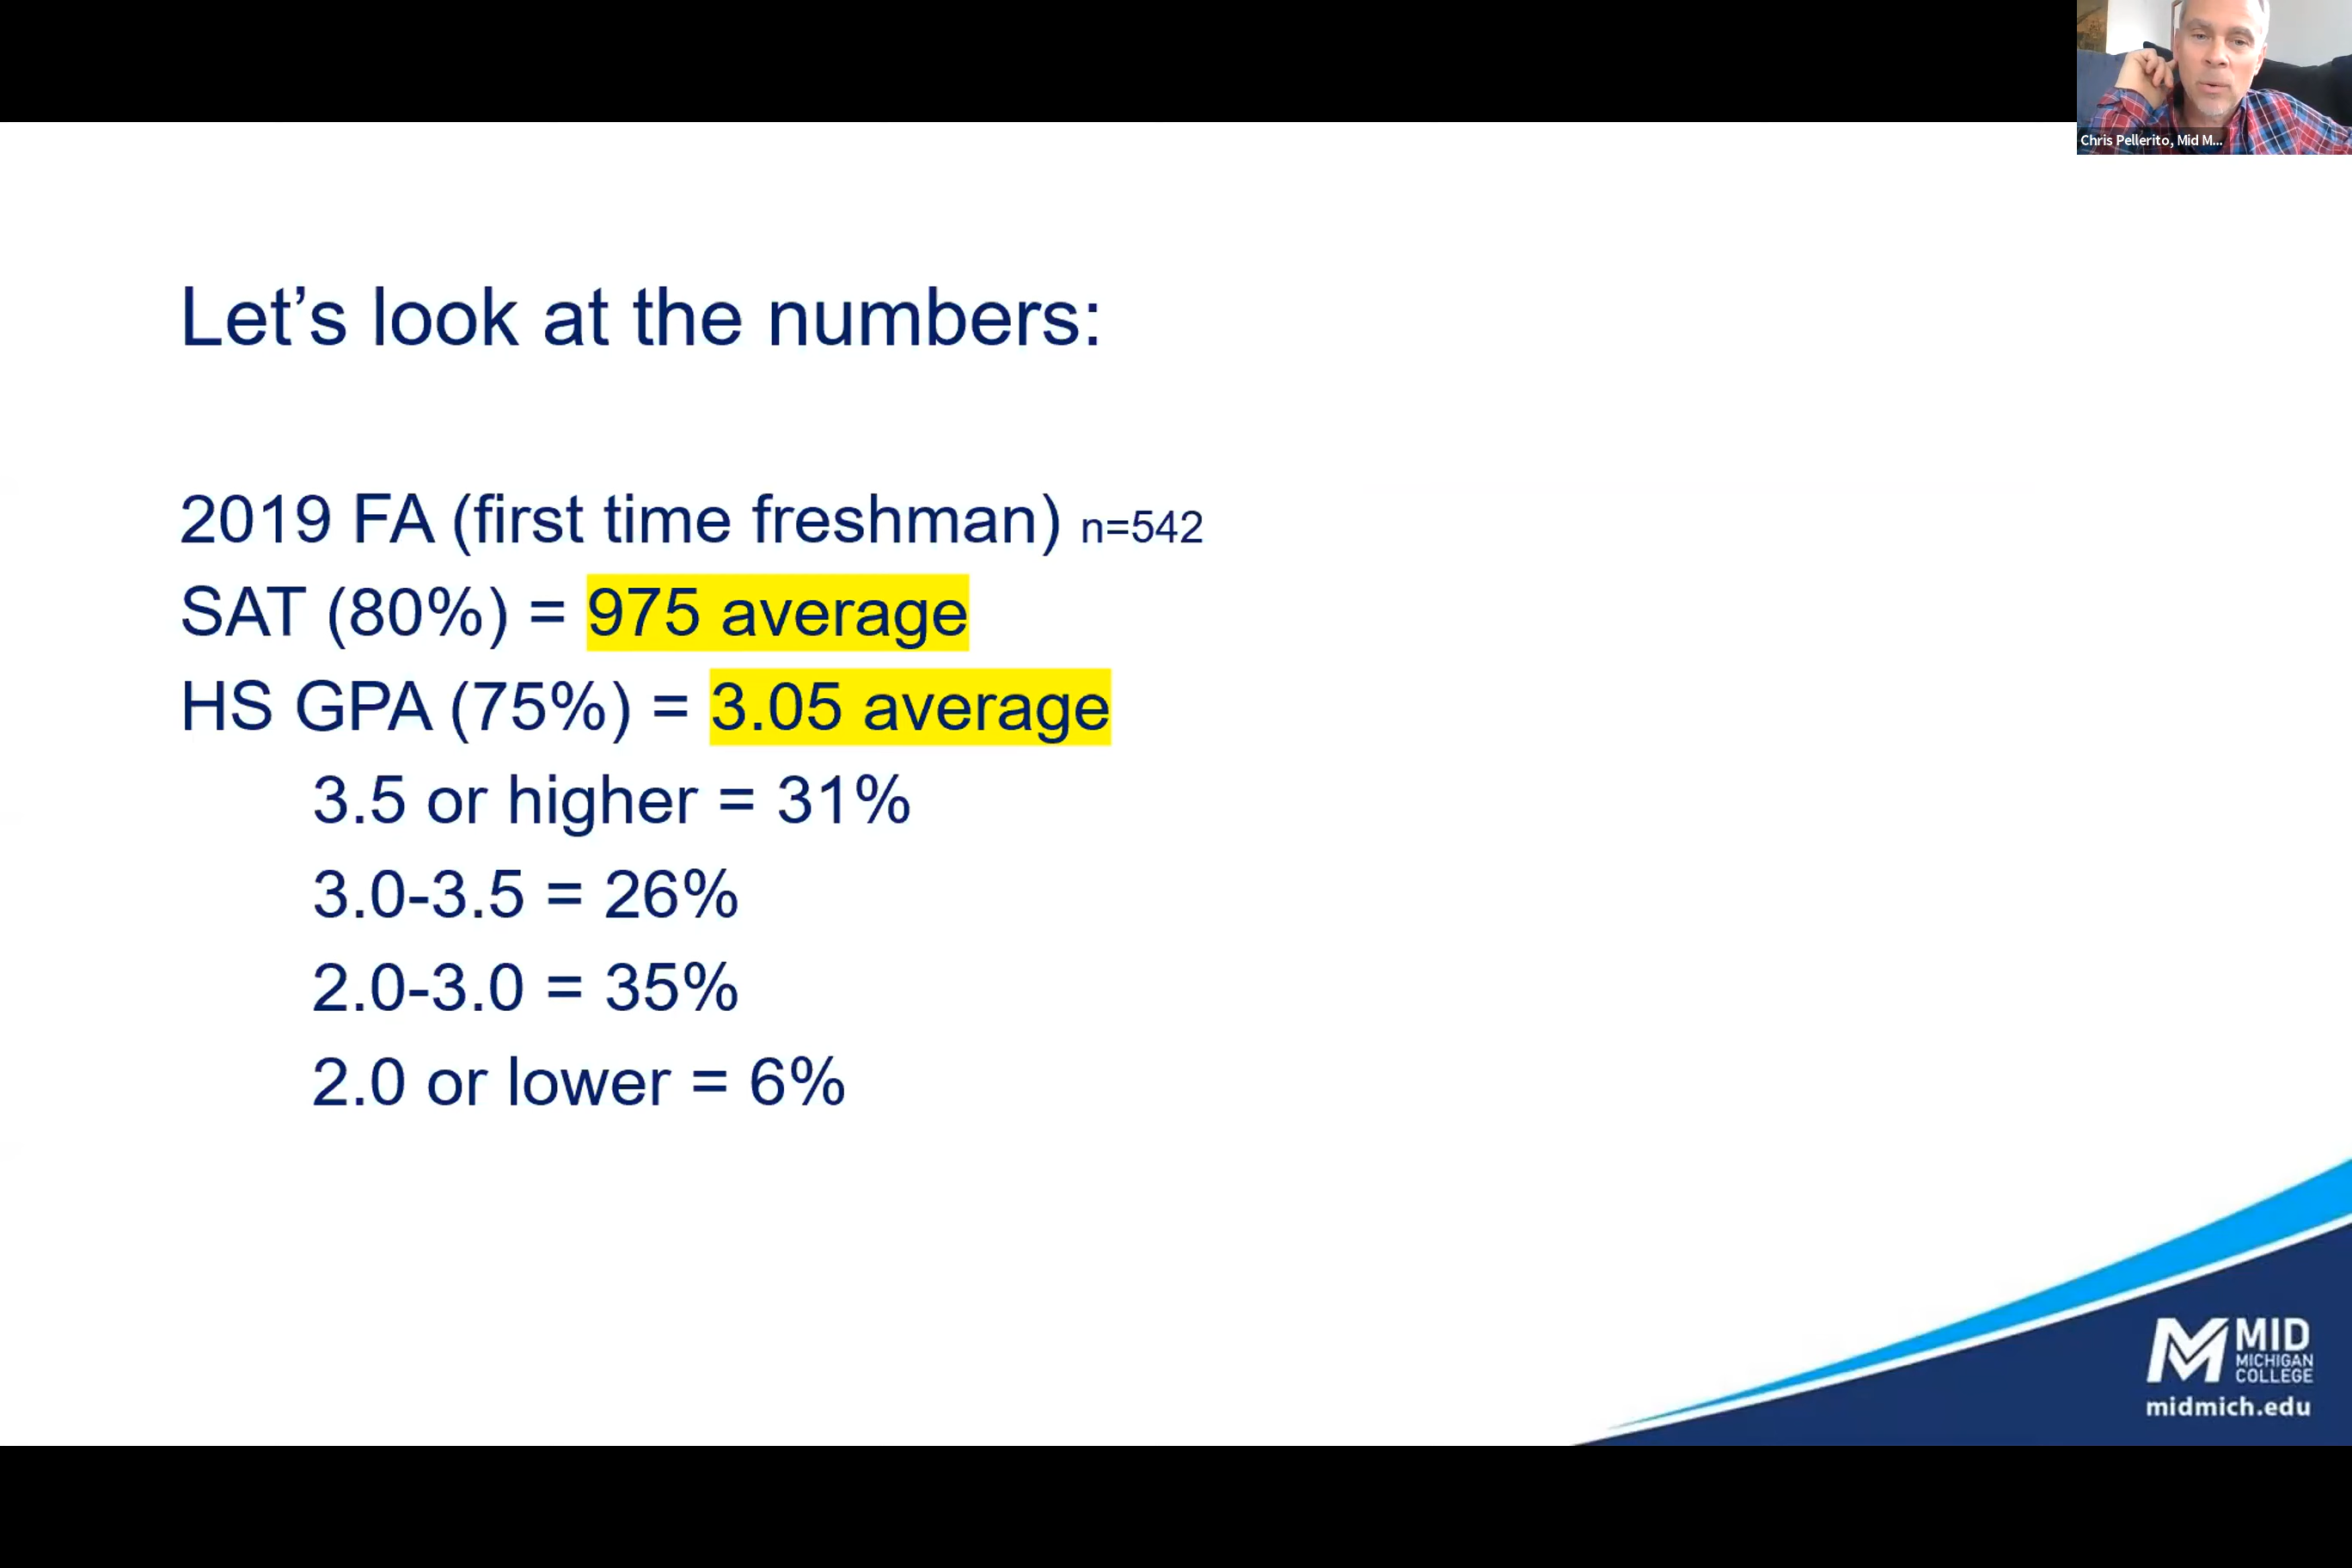 Chris Pellerito, Mid M...
Let’s look at the numbers:
2019 FA (first time freshman) n=542
SAT (80%) = 975 average
HS GPA (75%) = 3.05 average
3.5 or higher = 31%
3.0-3.5 = 26%
2.0-3.0 = 35%
2.0 or lower = 6%
M MID
MICHIGAN
COLLEGE
midmich.edu